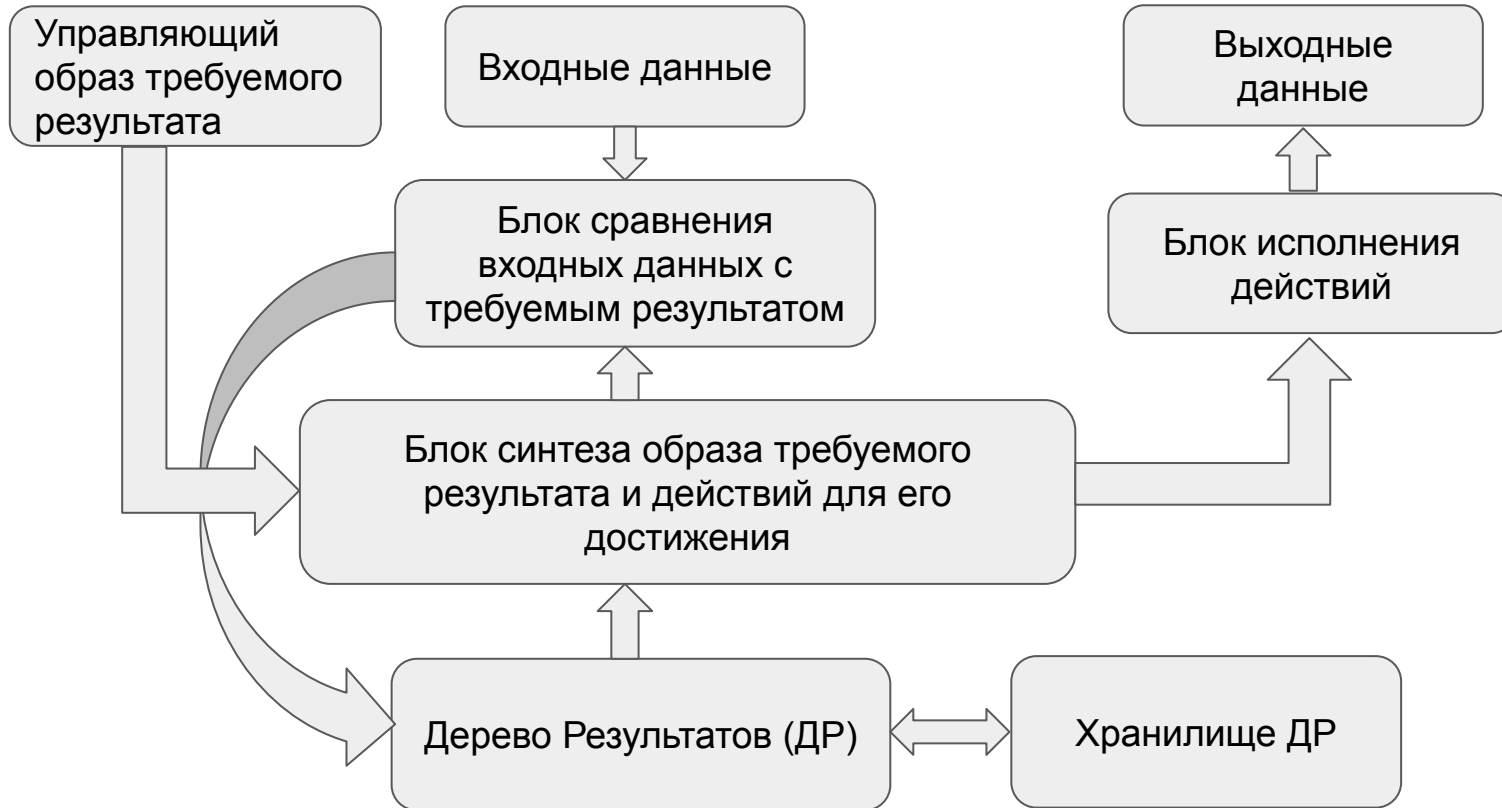 Управляющий
образ требуемого
результата
Входные данные
Выходные
данные
Блок сравнения
входных данных с
требуемым результатом
Блок исполнения
действий
Блок синтеза образа требуемого
результата и действий для его
достижения
Дерево Результатов (ДР)
Хранилище ДР